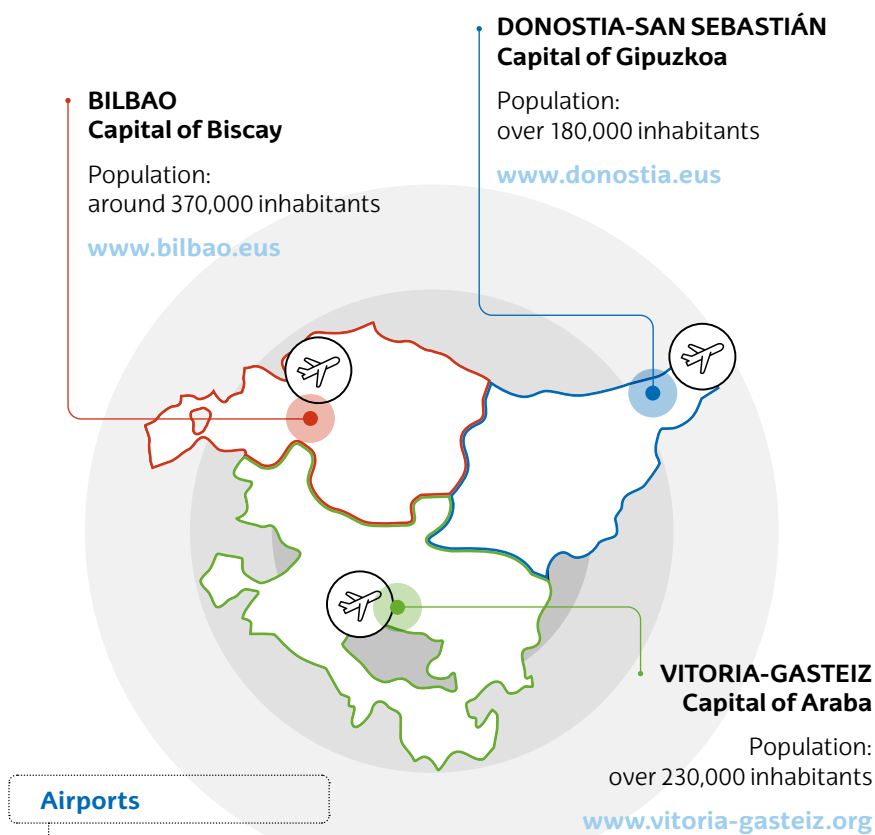 DONOSTIA-SAN SEBASTIÁN
Capital of Gipuzkoa
Population:
over 180,000 inhabitants
www.donostia.eus
BILBAO
Capital of Biscay
Population:
around 370,000 inhabitants
www.bilbao.eus
VITORIA-GASTEIZ
Capital of Araba
Population:
over 230,000 inhabitants
www.vitoria-gasteiz.org
Airports